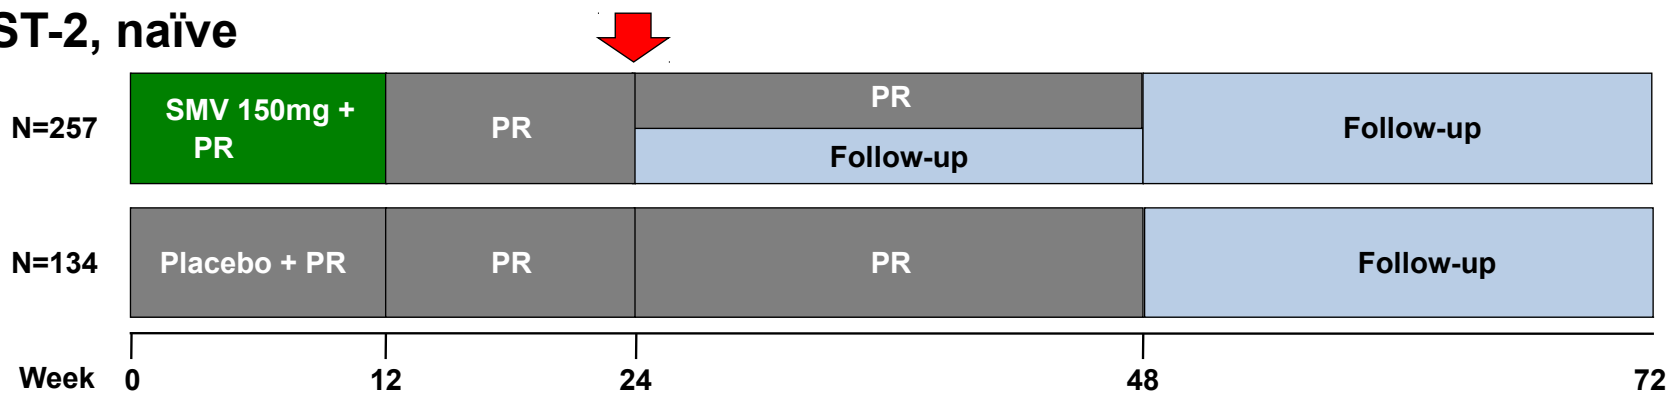 ST-2, naïve
N=257
SMV 150mg +
PR
PR
PR
Follow-up
Follow-up
N=134
Placebo + PR
PR
PR
Follow-up
Week 0 12 24 48 72